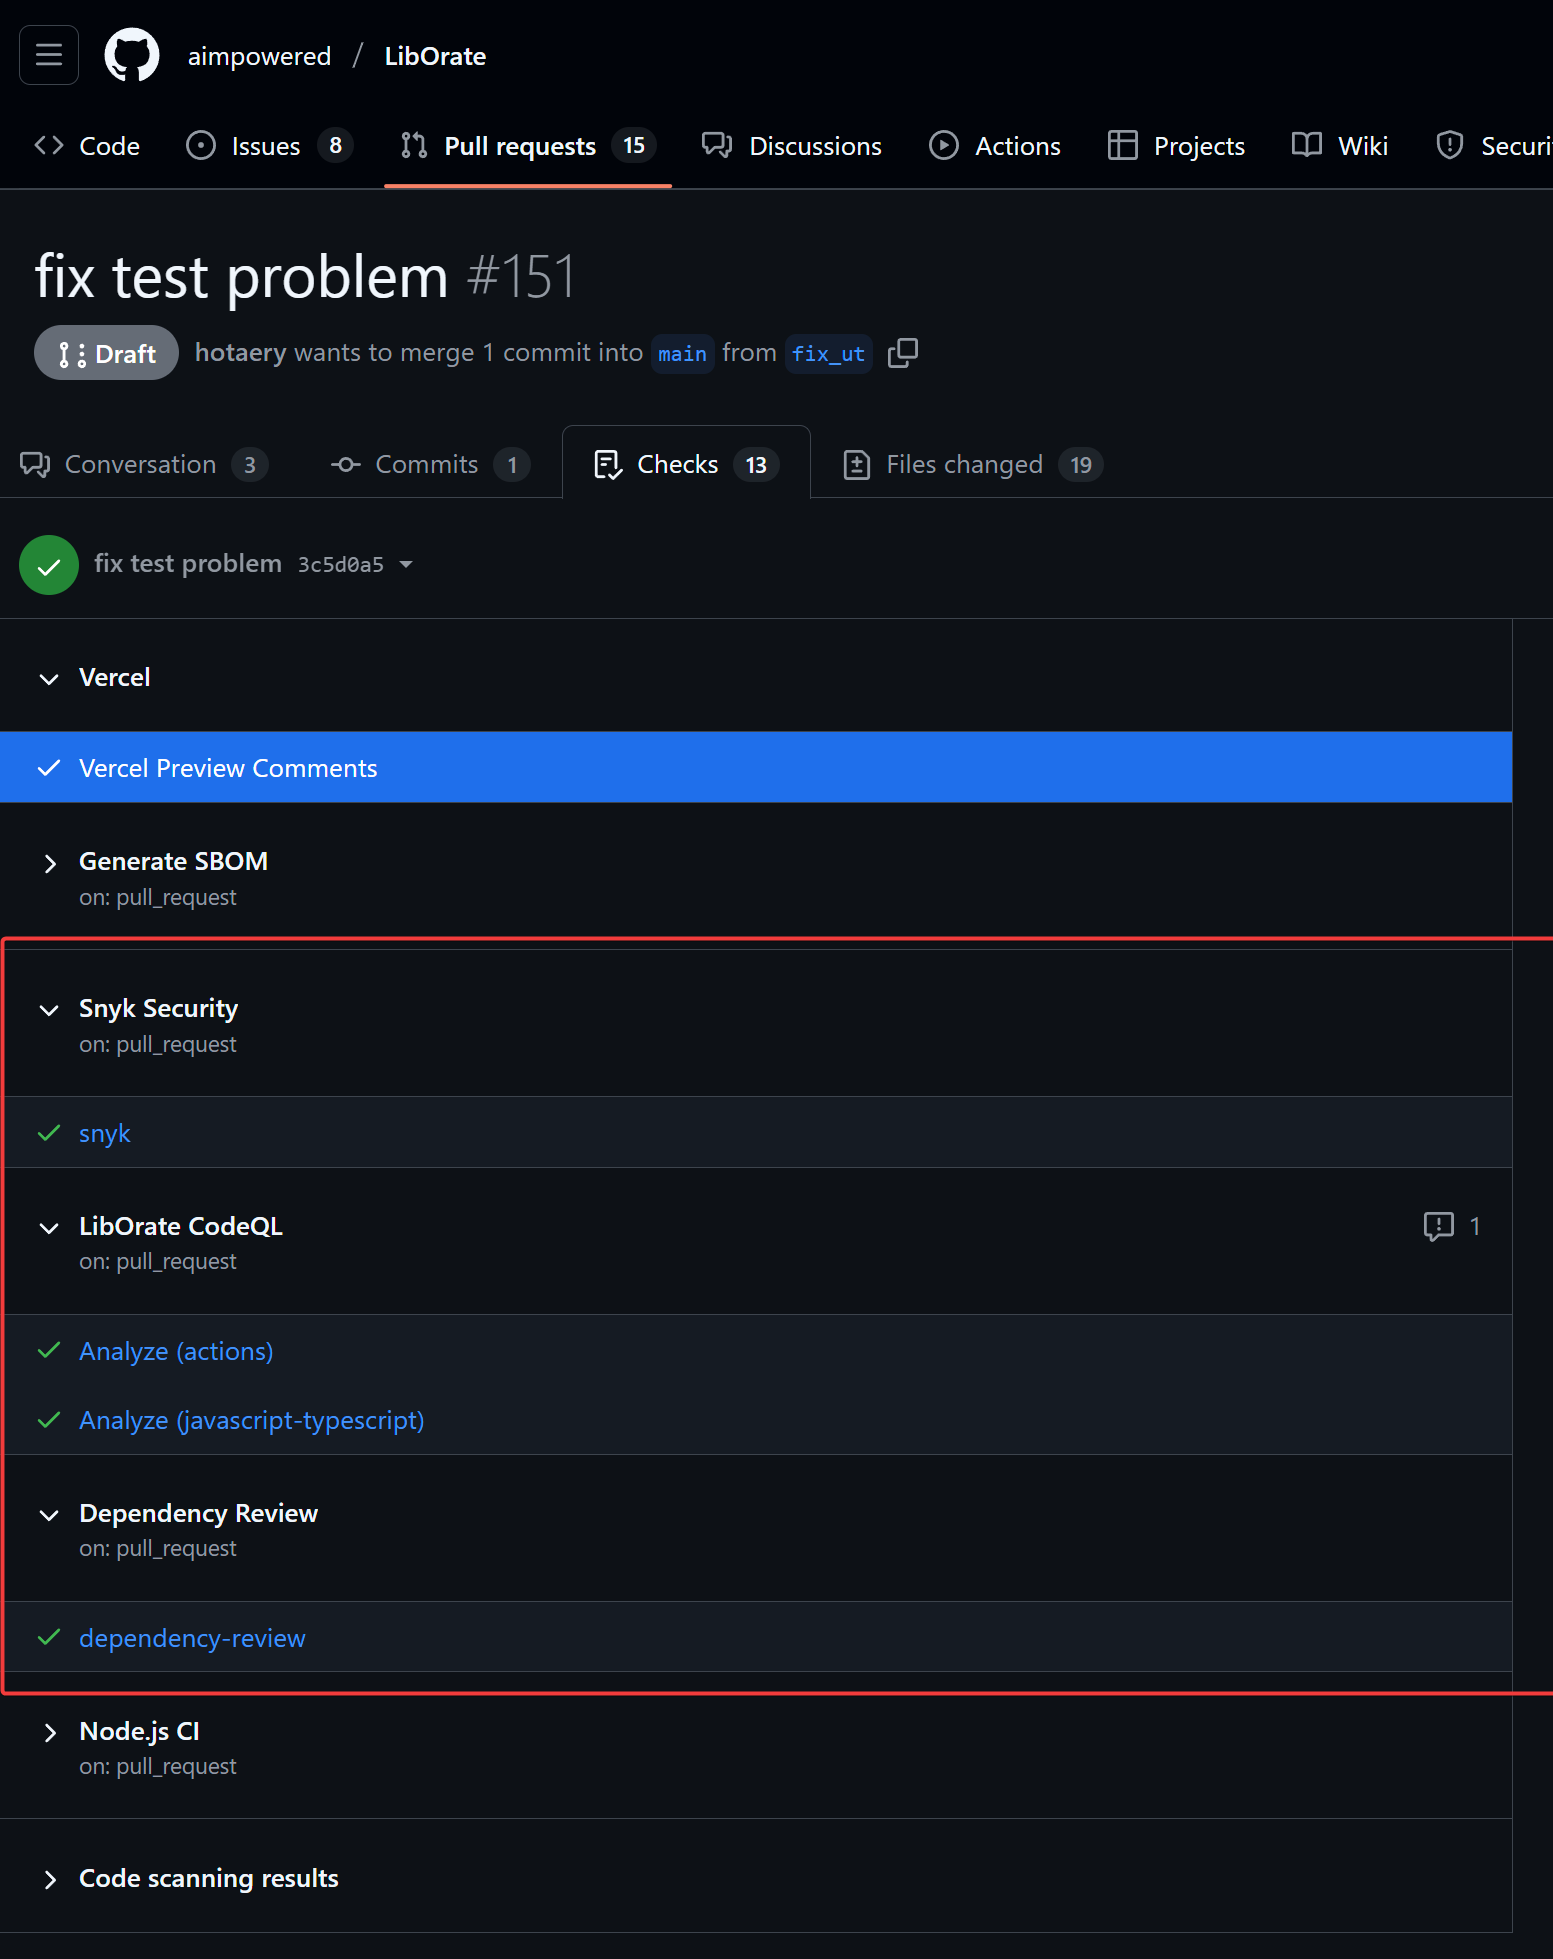 aimpowered / LibOrate
Code Issues 8 Pull requests 15 Discussions Actions Projects Wiki Securi
fix test problem #151
Draft hotaery wants to merge 1 commit into main from fix_ut
Conversation 3 Commits 1 Checks 13 Files changed 19
fix test problem 3c5d0a5
Vercel
Vercel Preview Comments
Generate SBOM
on: pull_request
Snyk Security
on: pull_request
snyk
LibOrate CodeQL 1
on: pull_request
Analyze (actions)
Analyze (javascript-typescript)
Dependency Review
on: pull_request
dependency-review
Node.js CI
on: pull_request
Code scanning results